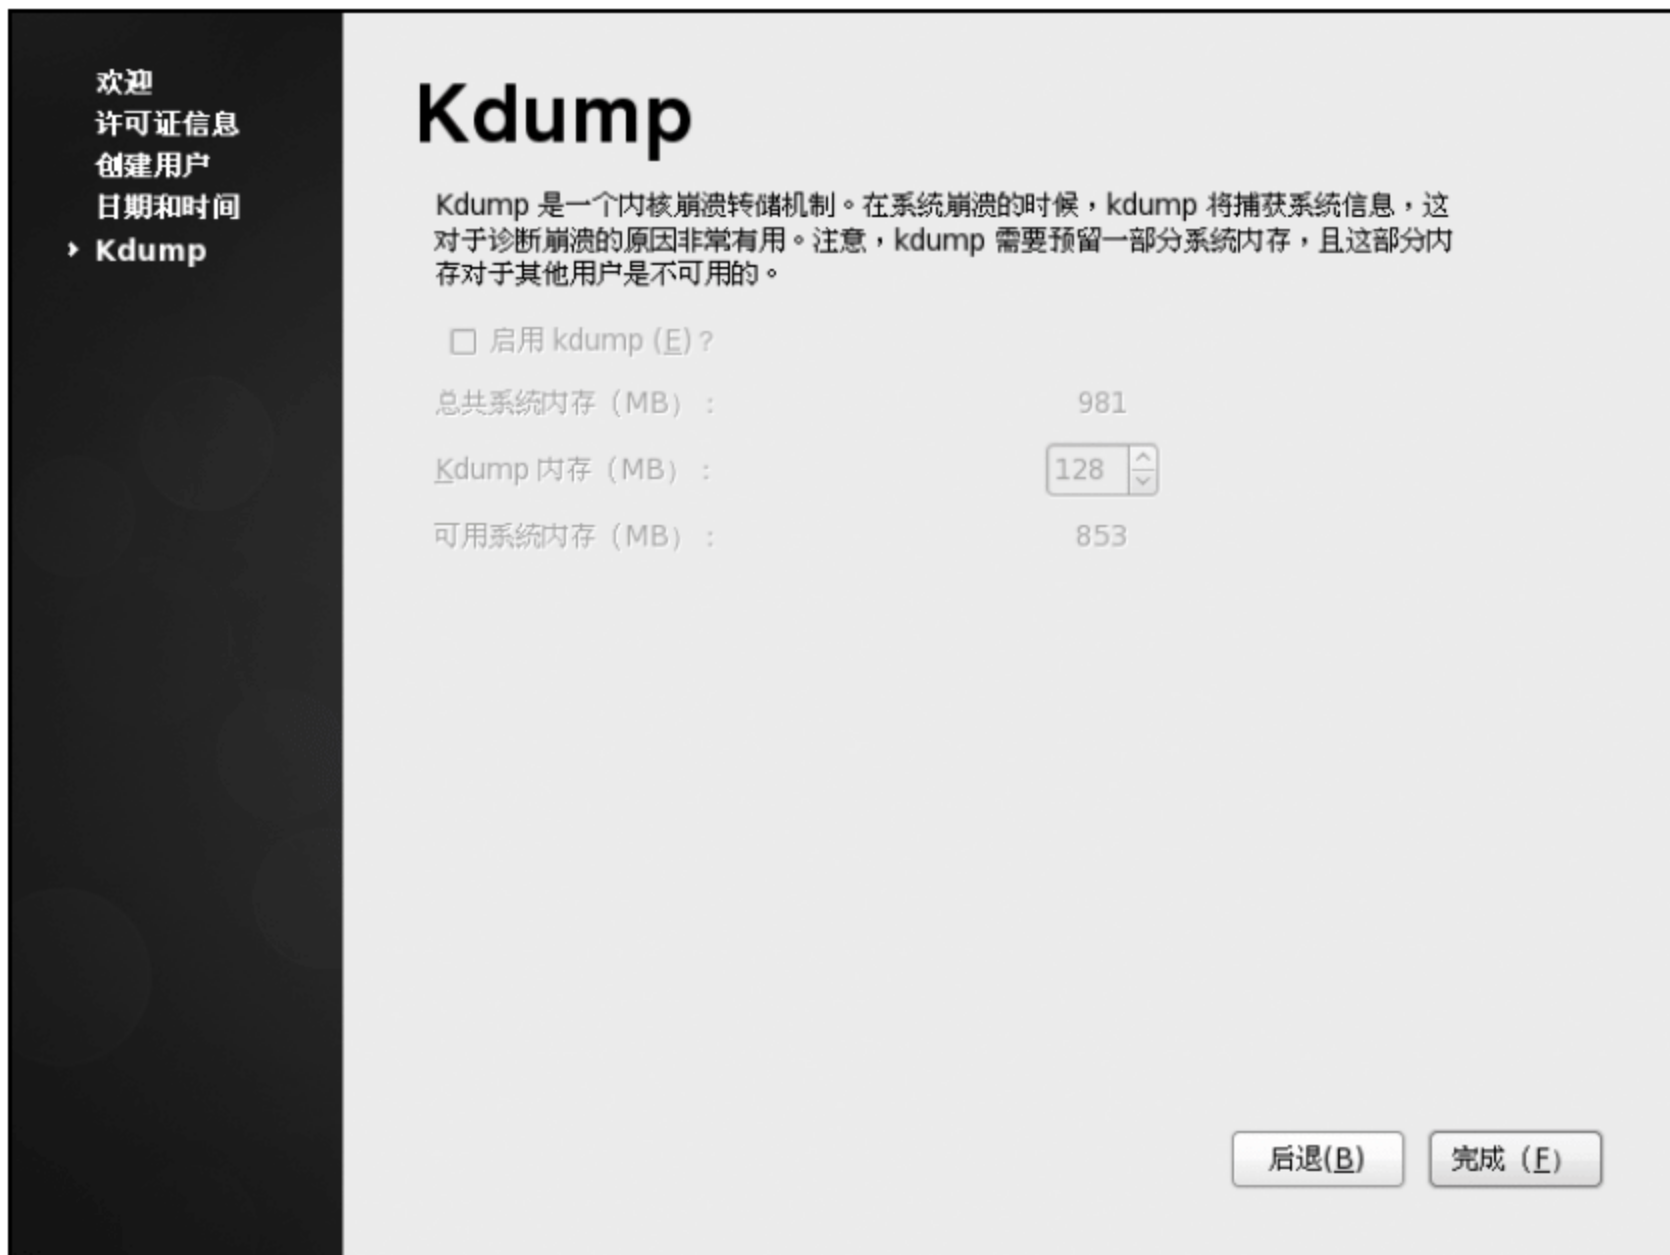 欢迎
许可证信息
创建用户
日期和时间
Kdump
Kdump
Kdump 是一个内核崩溃转储机制。在系统崩溃的时候，kdump 将捕获系统信息，这
对于诊断崩溃的原因非常有用。注意，kdump 需要预留一部分系统内存，且这部分内
存对于其他用户是不可用的。
启用 kdump (E)？
总共系统内存（MB）： 981
Kdump 内存（MB）： 128
可用系统内存（MB）： 853
后退(B) 完成（F）